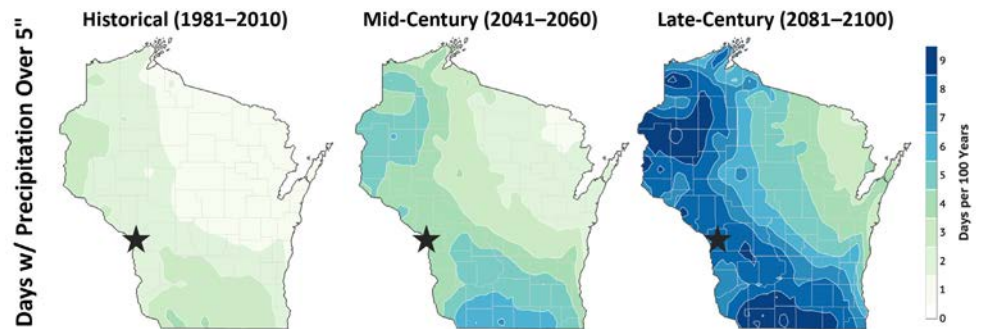 Historical (1981–2010)
Mid-Century (2041–2060)
Late-Century (2081–2100)
Days w/ Precipitation Over 5"
9
8
7
6
5
4
3
2
1
0
Days per 100 Years